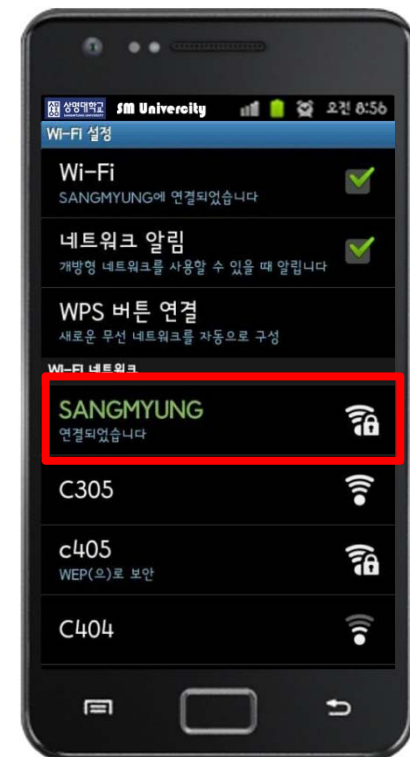 상명대학교 SM Univercity 오전 8:56
Wi-Fi 설정
Wi-Fi
SANGMYUNG에 연결되었습니다
네트워크 알림
개방형 네트워크를 사용할 수 있을 때 알립니다
WPS 버튼 연결
새로운 무선 네트워크를 자동으로 구성
Wi-Fi 네트워크
SANGMYUNG
연결되었습니다
C305
c405
WEP(으)로 보안
C404